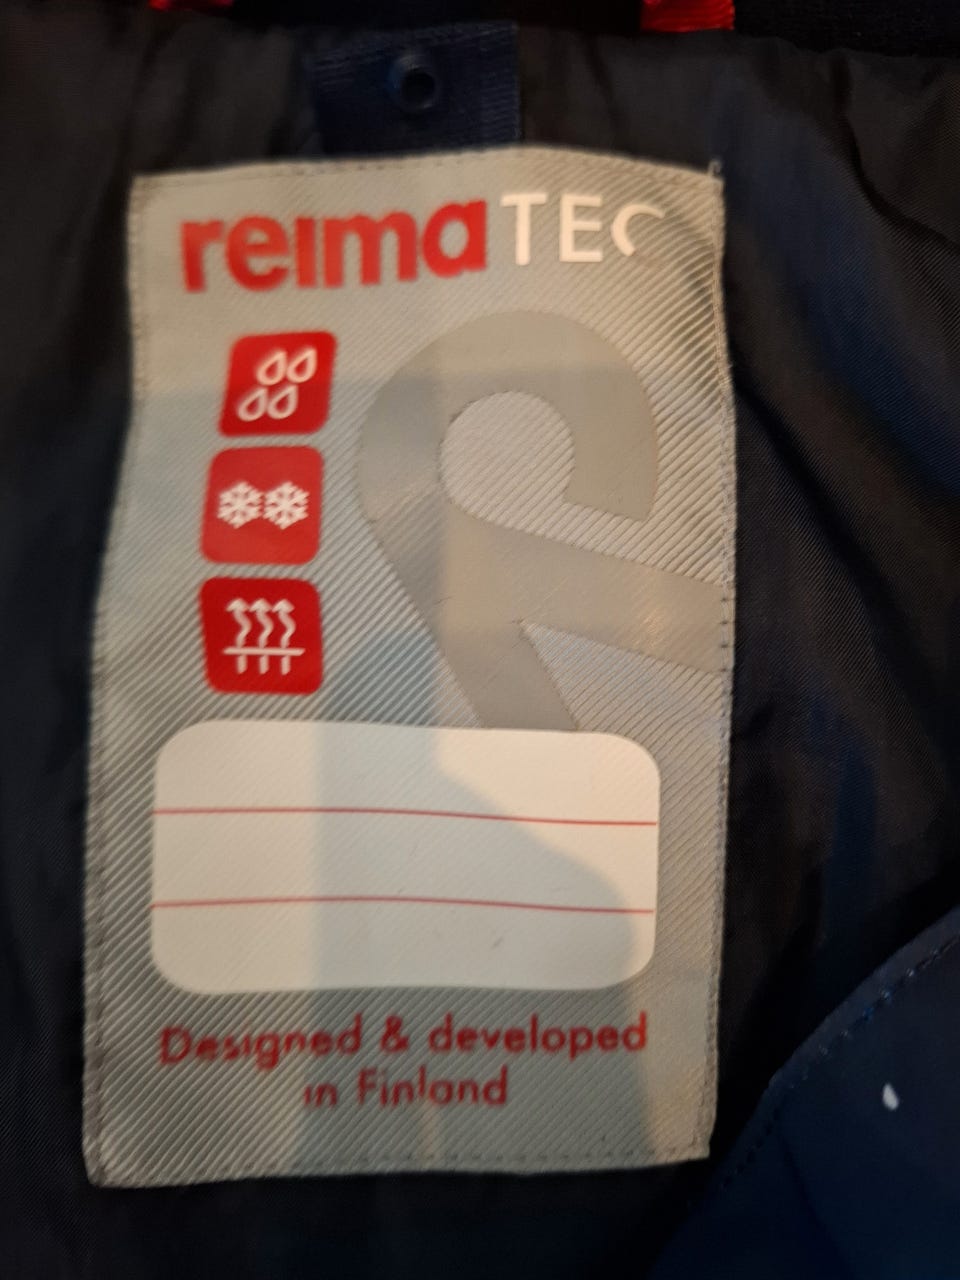 reimaTEC
Designed & developed
in Finland